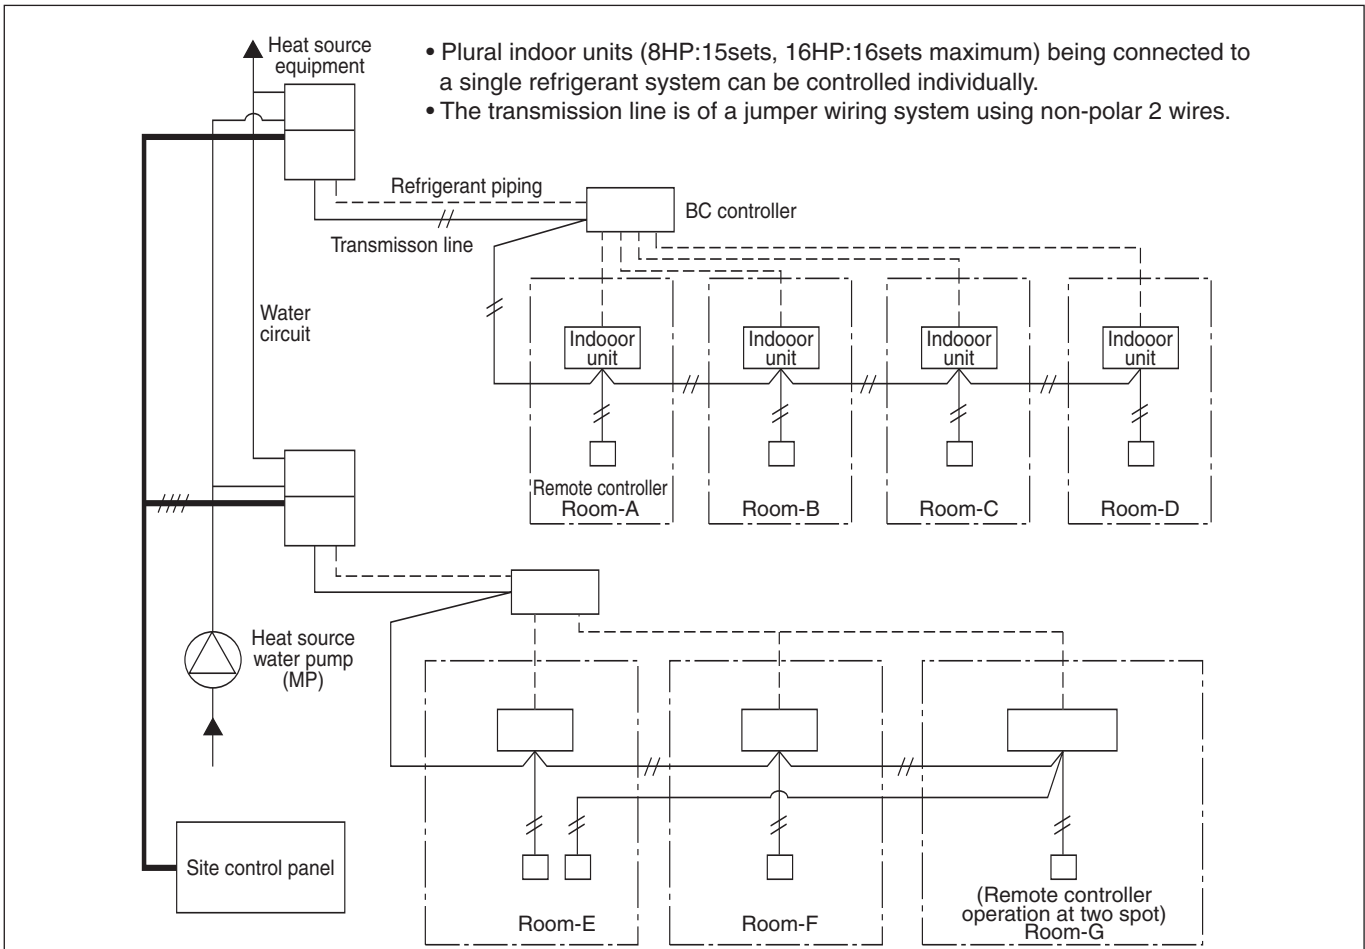 Heat source
equipment
• Plural indoor units (8HP:15sets, 16HP:16sets maximum) being connected to
a single refrigerant system can be controlled individually.
• The transmission line is of a jumper wiring system using non-polar 2 wires.
Refrigerant piping
BC controller
Transmisson line
Water
circuit
Indooor
unit
Indooor
unit
Indooor
unit
Indooor
unit
Remote controller
Room-A
Room-B
Room-C
Room-D
Heat source
water pump
(MP)
Site control panel
Room-E
Room-F
(Remote controller
operation at two spot)
Room-G